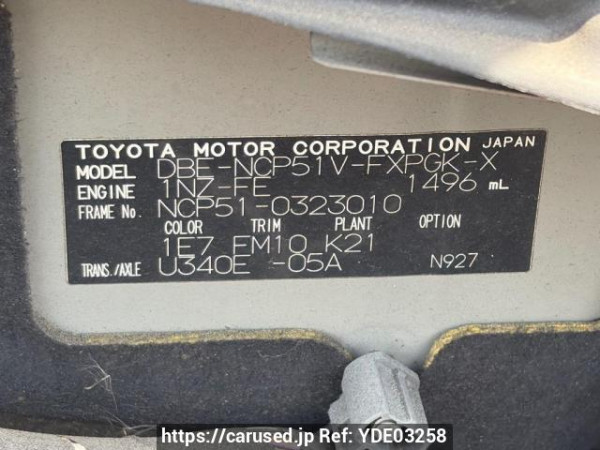 TOYOTA MOTOR CORPORATION JAPAN
MODEL DBE-NCP51V-FXPGK-X
ENGINE 1NZ-FE 1496 mL
FRAME No. NCP51-0323010
COLOR TRIM PLANT OPTION
1E7 FM10 K21
TRANS./AXLE U340E -05A N927
https://carused.jp Ref: YDE03258